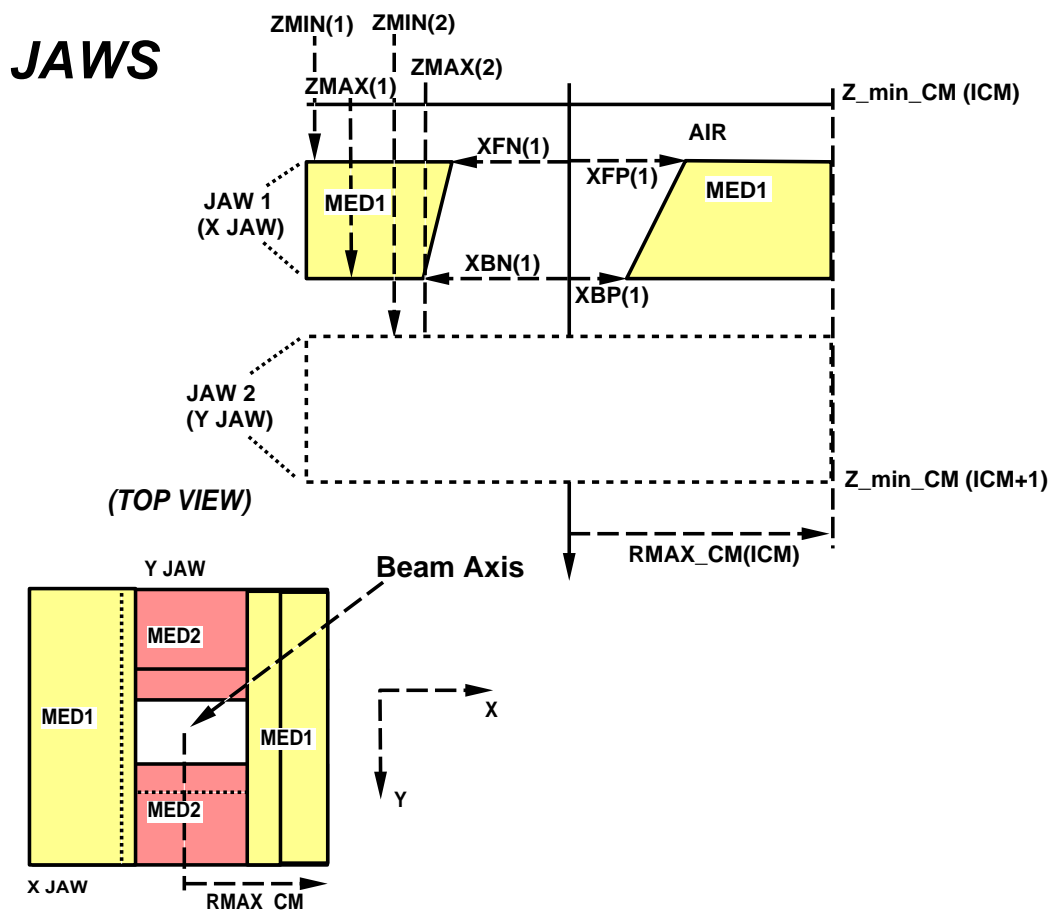 JAWS
ZMIN(1)
ZMIN(2)
ZMAX(1)
ZMAX(2)
Z_min_CM (ICM)
AIR
XFN(1)
XFP(1)
JAW 1
(X JAW)
MED1
MED1
XBN(1)
XBP(1)
JAW 2
(Y JAW)
Z_min_CM (ICM+1)
(TOP VIEW)
RMAX_CM(ICM)
Y JAW
Beam Axis
MED2
MED1
MED1
X
MED2
Y
X JAW
RMAX_CM